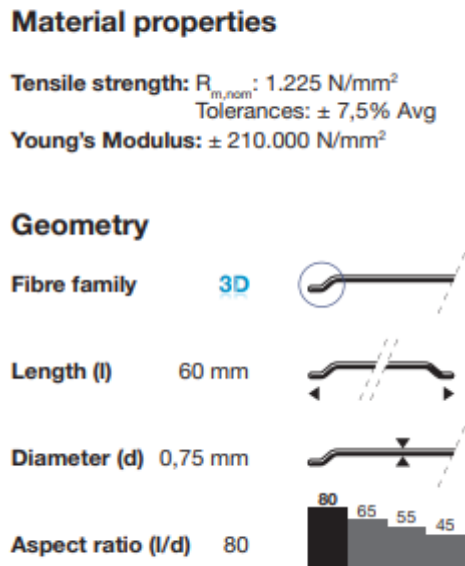 Material properties
Tensile strength: Rm,nom: 1.225 N/mm²
Tolerances: ± 7,5% Avg
Young's Modulus: ± 210.000 N/mm²
Geometry
Fibre family 3D
Length (l) 60 mm
Diameter (d) 0,75 mm
Aspect ratio (l/d) 80
80 65 55 45